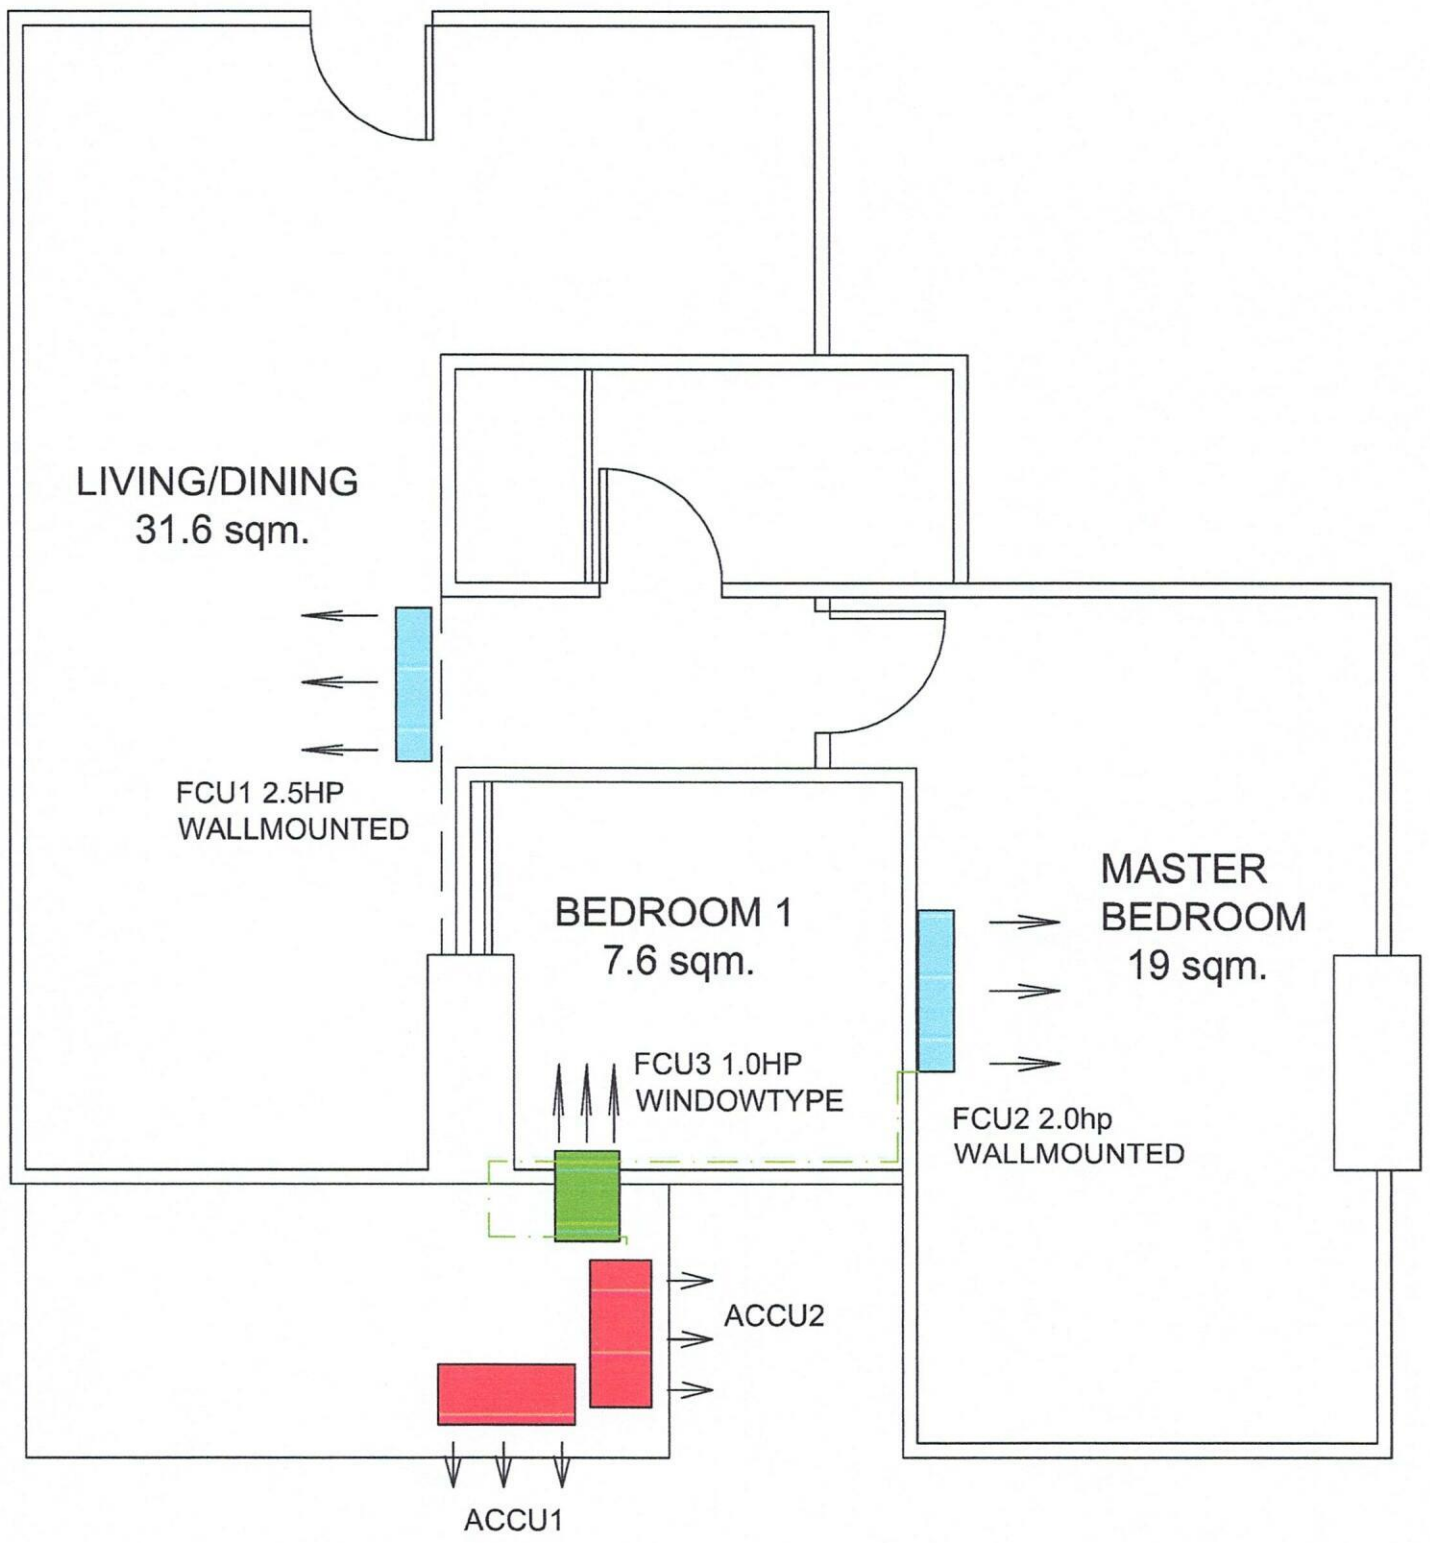 LIVING/DINING
31.6 sqm.
FCU1 2.5HP
WALLMOUNTED
BEDROOM 1
7.6 sqm.
MASTER
BEDROOM
19 sqm.
FCU3 1.0HP
WINDOWTYPE
FCU2 2.0hp
WALLMOUNTED
ACCU2
ACCU1